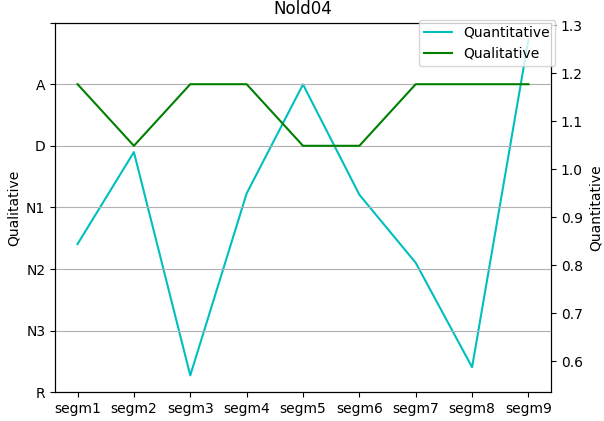 Nold04
Quantitative
Qualitative
Qualitative
A
D
N1
N2
N3
R
1.3
1.2
1.1
1.0
0.9
0.8
0.7
0.6
Quantitative
segm1 segm2 segm3 segm4 segm5 segm6 segm7 segm8 segm9